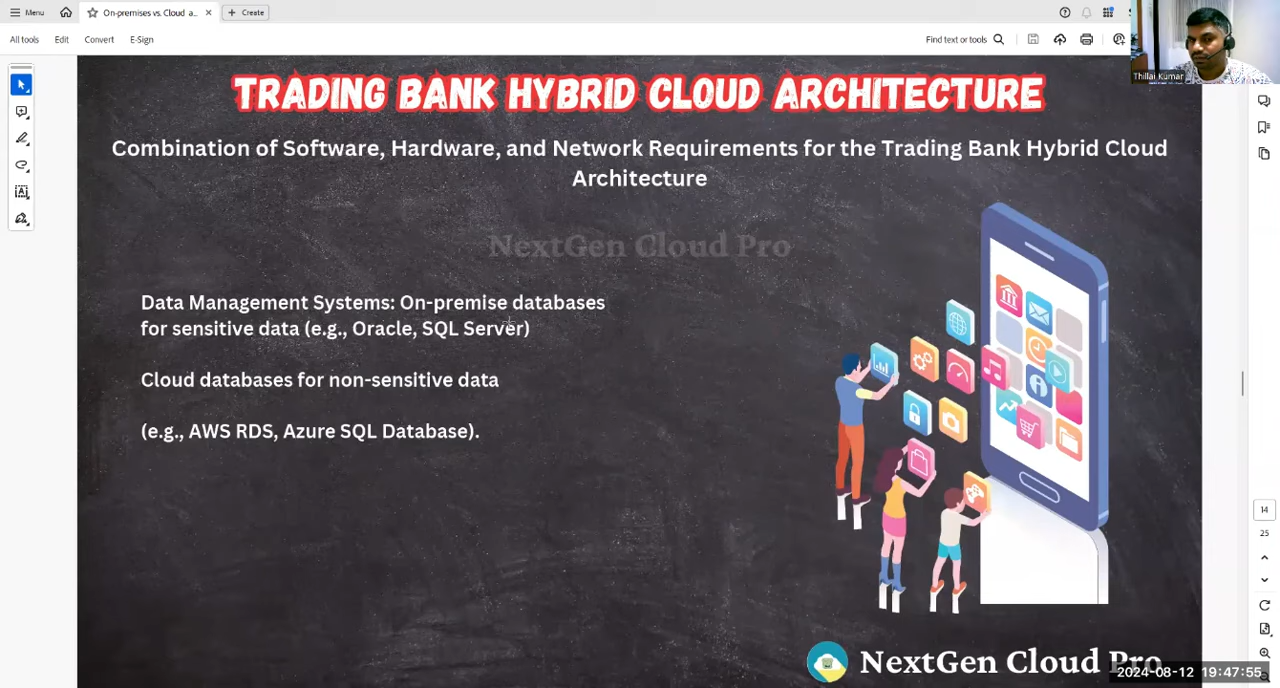 Menu
On-premises vs. Cloud a...
Create
All tools
Edit
Convert
E-Sign
Find text or tools
Thillai Kumar
TRADING BANK HYBRID CLOUD ARCHITECTURE
Combination of Software, Hardware, and Network Requirements for the Trading Bank Hybrid Cloud
Architecture
NextGen Cloud Pro
Data Management Systems: On-premise databases
for sensitive data (e.g., Oracle, SQL Server)
Cloud databases for non-sensitive data
(e.g., AWS RDS, Azure SQL Database).
14
25
NextGen Cloud Pro
2024-08-12 19:47:55